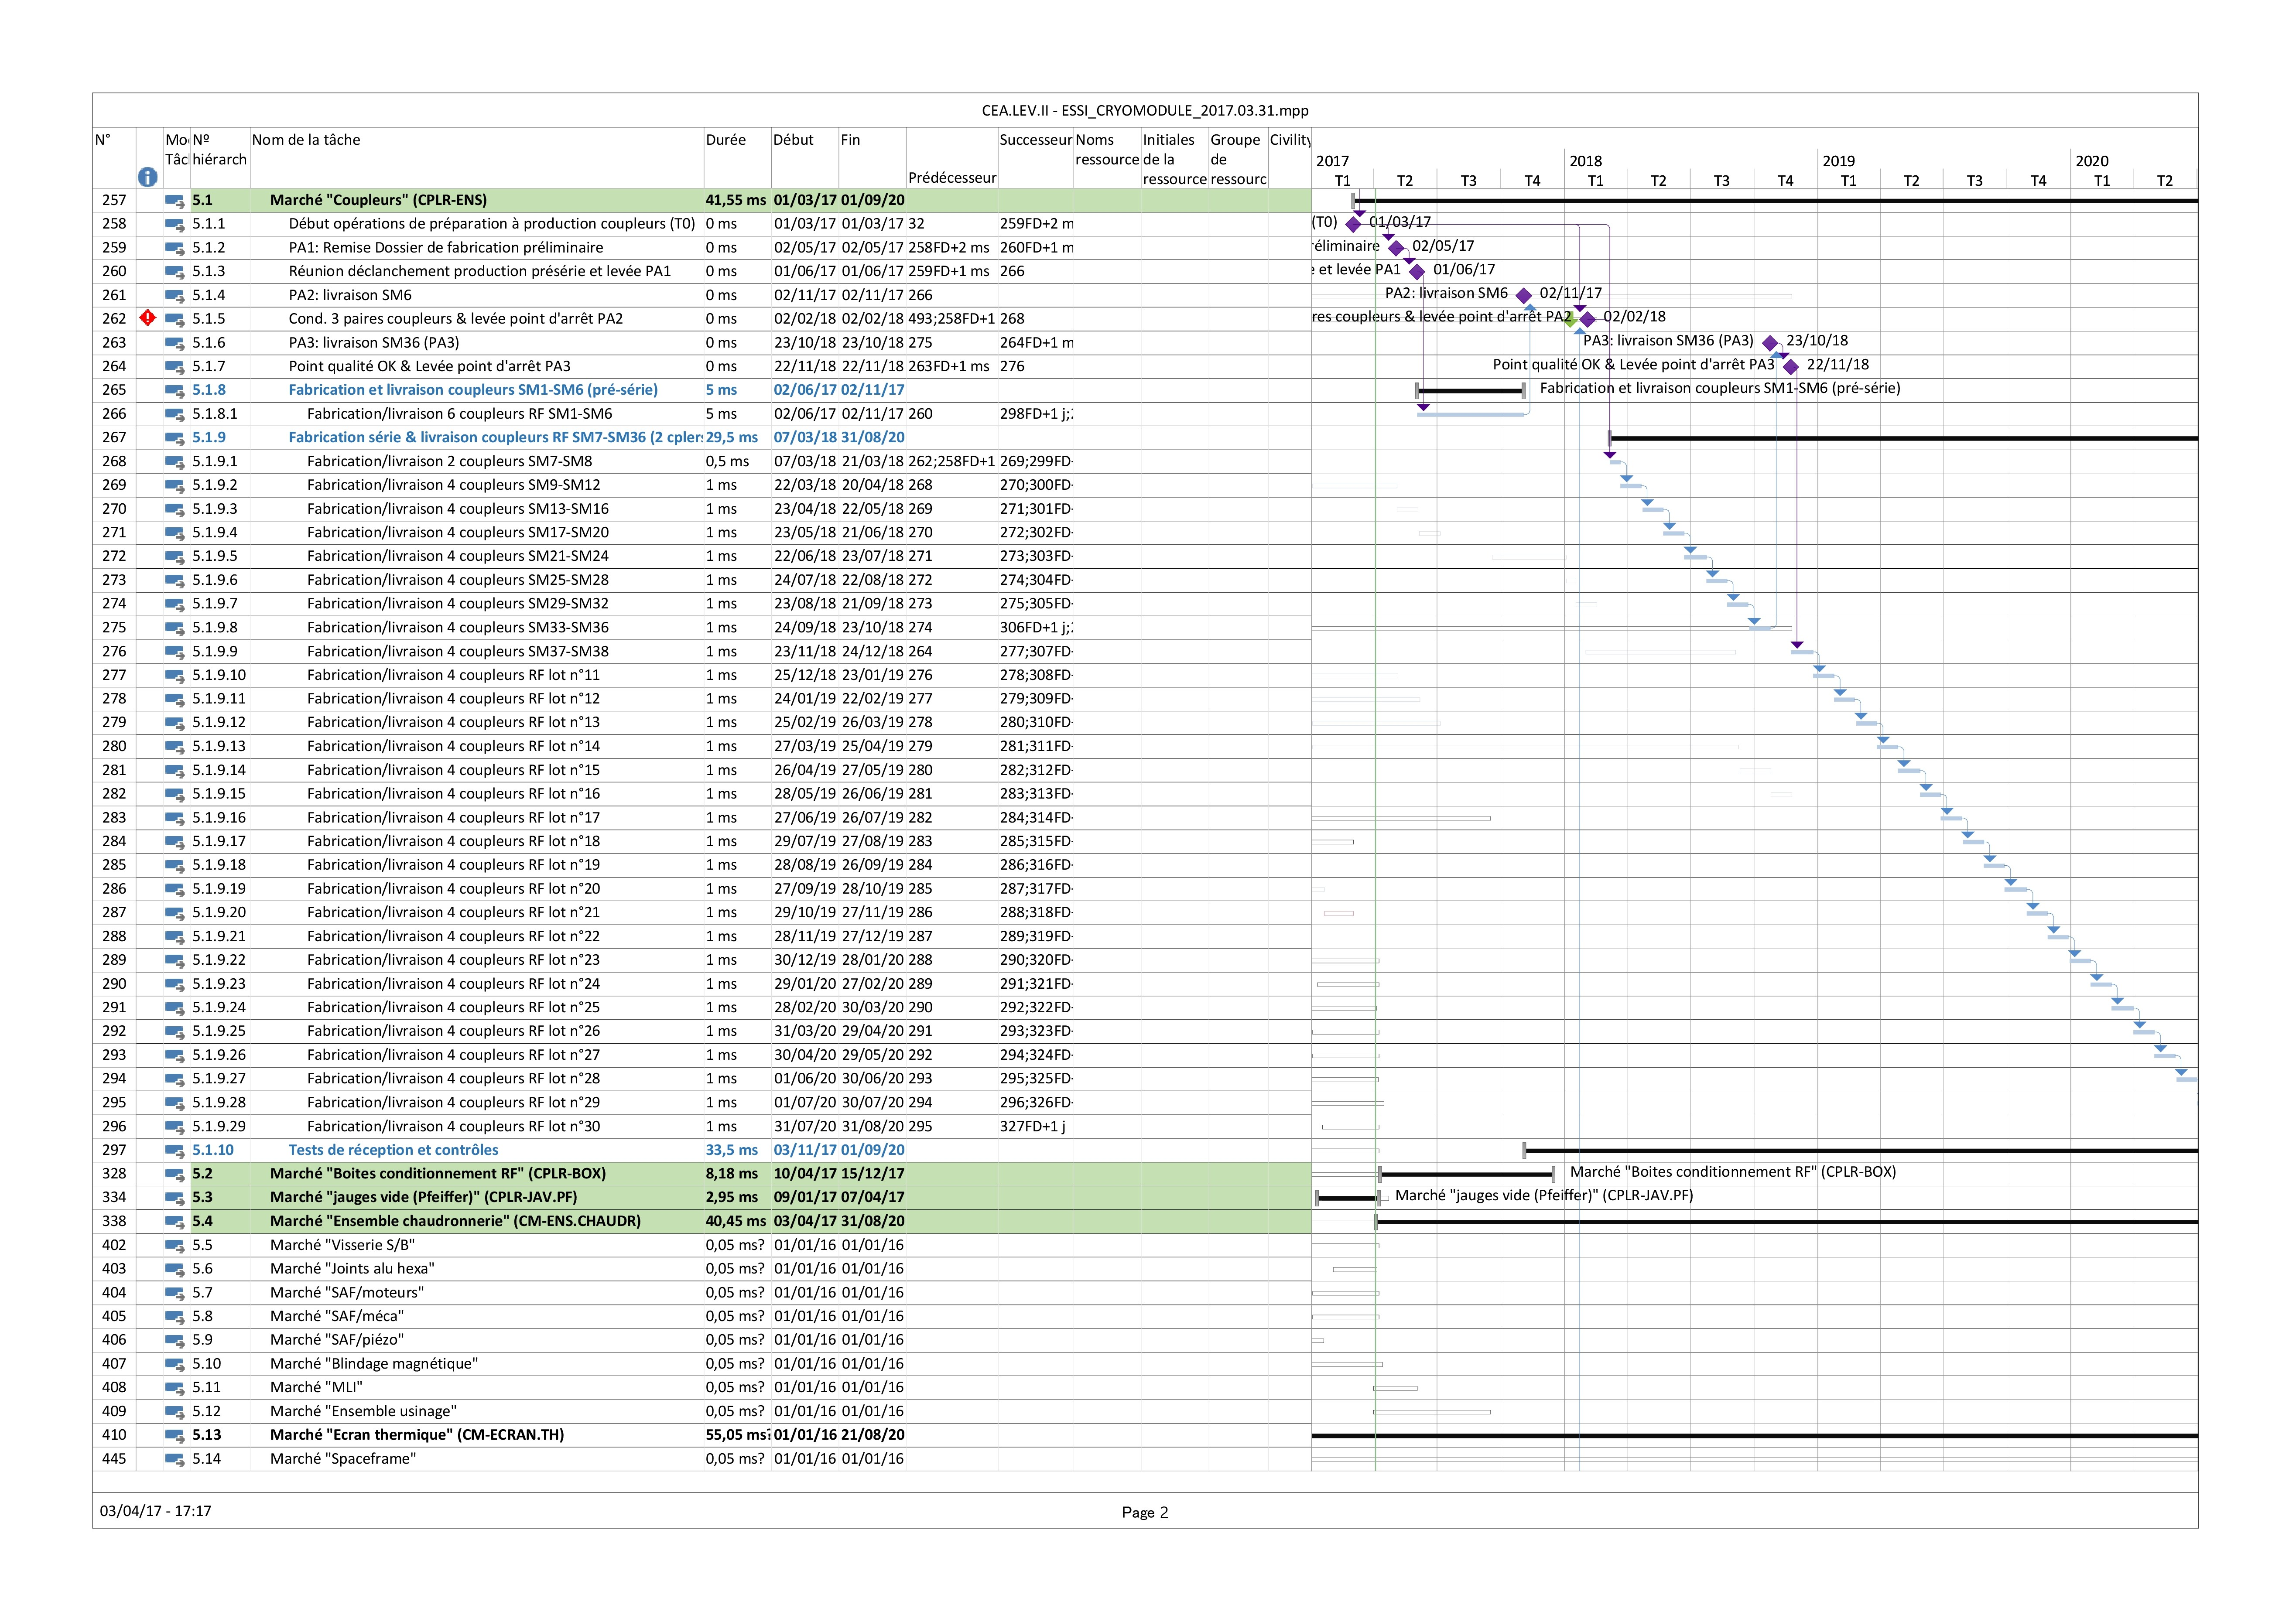 CEA.LEV.II - ESSI_CRYOMODULE_2017.03.31.mpp
N° Mo Nº Nom de la tâche Durée Début Fin Prédécesseur Successeur Noms Initiales Groupe Civility
Tâc hiérarch ressource de la de
ressource ressourc
2017 2018 2019 2020
T1 T2 T3 T4 T1 T2 T3 T4 T1 T2 T3 T4 T1 T2
257 5.1 Marché "Coupleurs" (CPLR-ENS) 41,55 ms 01/03/17 01/09/20
258 5.1.1 Début opérations de préparation à production coupleurs (T0) 0 ms 01/03/17 01/03/17 32 259FD+2 m (T0) 01/03/17
259 5.1.2 PA1: Remise Dossier de fabrication préliminaire 0 ms 02/05/17 02/05/17 258FD+2 ms 260FD+1 m éliminaire 02/05/17
260 5.1.3 Réunion déclanchement production présérie et levée PA1 0 ms 01/06/17 01/06/17 259FD+1 ms 266 e et levée PA1 01/06/17
261 5.1.4 PA2: livraison SM6 0 ms 02/11/17 02/11/17 266 PA2: livraison SM6 02/11/17
262 5.1.5 Cond. 3 paires coupleurs & levée point d'arrêt PA2 0 ms 02/02/18 02/02/18 493;258FD+1 268 res coupleurs & levée point d'arrêt PA2 02/02/18
263 5.1.6 PA3: livraison SM36 (PA3) 0 ms 23/10/18 23/10/18 275 264FD+1 m PA3: livraison SM36 (PA3) 23/10/18
264 5.1.7 Point qualité OK & Levée point d'arrêt PA3 0 ms 22/11/18 22/11/18 263FD+1 ms 276 Point qualité OK & Levée point d'arrêt PA3 22/11/18
265 5.1.8 Fabrication et livraison coupleurs SM1-SM6 (pré-série) 5 ms 02/06/17 02/11/17 Fabrication et livraison coupleurs SM1-SM6 (pré-série)
266 5.1.8.1 Fabrication/livraison 6 coupleurs RF SM1-SM6 5 ms 02/06/17 02/11/17 260 298FD+1 j;
267 5.1.9 Fabrication série & livraison coupleurs RF SM7-SM36 (2 cplers 29,5 ms 07/03/18 31/08/20
268 5.1.9.1 Fabrication/livraison 2 coupleurs SM7-SM8 0,5 ms 07/03/18 21/03/18 262;258FD+1 269;299FD-
269 5.1.9.2 Fabrication/livraison 4 coupleurs SM9-SM12 1 ms 22/03/18 20/04/18 268 270;300FD-
270 5.1.9.3 Fabrication/livraison 4 coupleurs SM13-SM16 1 ms 23/04/18 22/05/18 269 271;301FD-
271 5.1.9.4 Fabrication/livraison 4 coupleurs SM17-SM20 1 ms 23/05/18 21/06/18 270 272;302FD-
272 5.1.9.5 Fabrication/livraison 4 coupleurs SM21-SM24 1 ms 22/06/18 23/07/18 271 273;303FD-
273 5.1.9.6 Fabrication/livraison 4 coupleurs SM25-SM28 1 ms 24/07/18 22/08/18 272 274;304FD-
274 5.1.9.7 Fabrication/livraison 4 coupleurs SM29-SM32 1 ms 23/08/18 21/09/18 273 275;305FD-
275 5.1.9.8 Fabrication/livraison 4 coupleurs SM33-SM36 1 ms 24/09/18 23/10/18 274 306FD+1 j;
276 5.1.9.9 Fabrication/livraison 4 coupleurs SM37-SM38 1 ms 23/11/18 24/12/18 264 277;307FD-
277 5.1.9.10 Fabrication/livraison 4 coupleurs RF lot n°11 1 ms 25/12/18 23/01/19 276 278;308FD-
278 5.1.9.11 Fabrication/livraison 4 coupleurs RF lot n°12 1 ms 24/01/19 22/02/19 277 279;309FD-
279 5.1.9.12 Fabrication/livraison 4 coupleurs RF lot n°13 1 ms 25/02/19 26/03/19 278 280;310FD-
280 5.1.9.13 Fabrication/livraison 4 coupleurs RF lot n°14 1 ms 27/03/19 25/04/19 279 281;311FD-
281 5.1.9.14 Fabrication/livraison 4 coupleurs RF lot n°15 1 ms 26/04/19 27/05/19 280 282;312FD-
282 5.1.9.15 Fabrication/livraison 4 coupleurs RF lot n°16 1 ms 28/05/19 26/06/19 281 283;313FD-
283 5.1.9.16 Fabrication/livraison 4 coupleurs RF lot n°17 1 ms 27/06/19 26/07/19 282 284;314FD-
284 5.1.9.17 Fabrication/livraison 4 coupleurs RF lot n°18 1 ms 29/07/19 27/08/19 283 285;315FD-
285 5.1.9.18 Fabrication/livraison 4 coupleurs RF lot n°19 1 ms 28/08/19 26/09/19 284 286;316FD-
286 5.1.9.19 Fabrication/livraison 4 coupleurs RF lot n°20 1 ms 27/09/19 28/10/19 285 287;317FD-
287 5.1.9.20 Fabrication/livraison 4 coupleurs RF lot n°21 1 ms 29/10/19 27/11/19 286 288;318FD-
288 5.1.9.21 Fabrication/livraison 4 coupleurs RF lot n°22 1 ms 28/11/19 27/12/19 287 289;319FD-
289 5.1.9.22 Fabrication/livraison 4 coupleurs RF lot n°23 1 ms 30/12/19 28/01/20 288 290;320FD-
290 5.1.9.23 Fabrication/livraison 4 coupleurs RF lot n°24 1 ms 29/01/20 27/02/20 289 291;321FD-
291 5.1.9.24 Fabrication/livraison 4 coupleurs RF lot n°25 1 ms 28/02/20 30/03/20 290 292;322FD-
292 5.1.9.25 Fabrication/livraison 4 coupleurs RF lot n°26 1 ms 31/03/20 29/04/20 291 293;323FD-
293 5.1.9.26 Fabrication/livraison 4 coupleurs RF lot n°27 1 ms 30/04/20 29/05/20 292 294;324FD-
294 5.1.9.27 Fabrication/livraison 4 coupleurs RF lot n°28 1 ms 01/06/20 30/06/20 293 295;325FD-
295 5.1.9.28 Fabrication/livraison 4 coupleurs RF lot n°29 1 ms 01/07/20 30/07/20 294 296;326FD-
296 5.1.9.29 Fabrication/livraison 4 coupleurs RF lot n°30 1 ms 31/07/20 31/08/20 295 327FD+1 j
297 5.1.10 Tests de réception et contrôles 33,5 ms 03/11/17 01/09/20
328 5.2 Marché "Boites conditionnement RF" (CPLR-BOX) 8,18 ms 10/04/17 15/12/17 Marché "Boites conditionnement RF" (CPLR-BOX)
334 5.3 Marché "jauges vide (Pfeiffer)" (CPLR-JAV.PF) 2,95 ms 09/01/17 07/04/17 Marché "jauges vide (Pfeiffer)" (CPLR-JAV.PF)
338 5.4 Marché "Ensemble chaudronnerie" (CM-ENS.CHAUDR) 40,45 ms 03/04/17 31/08/20
402 5.5 Marché "Visserie S/B" 0,05 ms? 01/01/16 01/01/16
403 5.6 Marché "Joints alu hexa" 0,05 ms? 01/01/16 01/01/16
404 5.7 Marché "SAF/moteurs" 0,05 ms? 01/01/16 01/01/16
405 5.8 Marché "SAF/méca" 0,05 ms? 01/01/16 01/01/16
406 5.9 Marché "SAF/piézo" 0,05 ms? 01/01/16 01/01/16
407 5.10 Marché "Blindage magnétique" 0,05 ms? 01/01/16 01/01/16
408 5.11 Marché "MLI" 0,05 ms? 01/01/16 01/01/16
409 5.12 Marché "Ensemble usinage" 0,05 ms? 01/01/16 01/01/16
410 5.13 Marché "Ecran thermique" (CM-ECRAN.TH) 55,05 ms? 01/01/16 21/08/20
445 5.14 Marché "Spaceframe" 0,05 ms? 01/01/16 01/01/16
03/04/17 - 17:17 Page 2